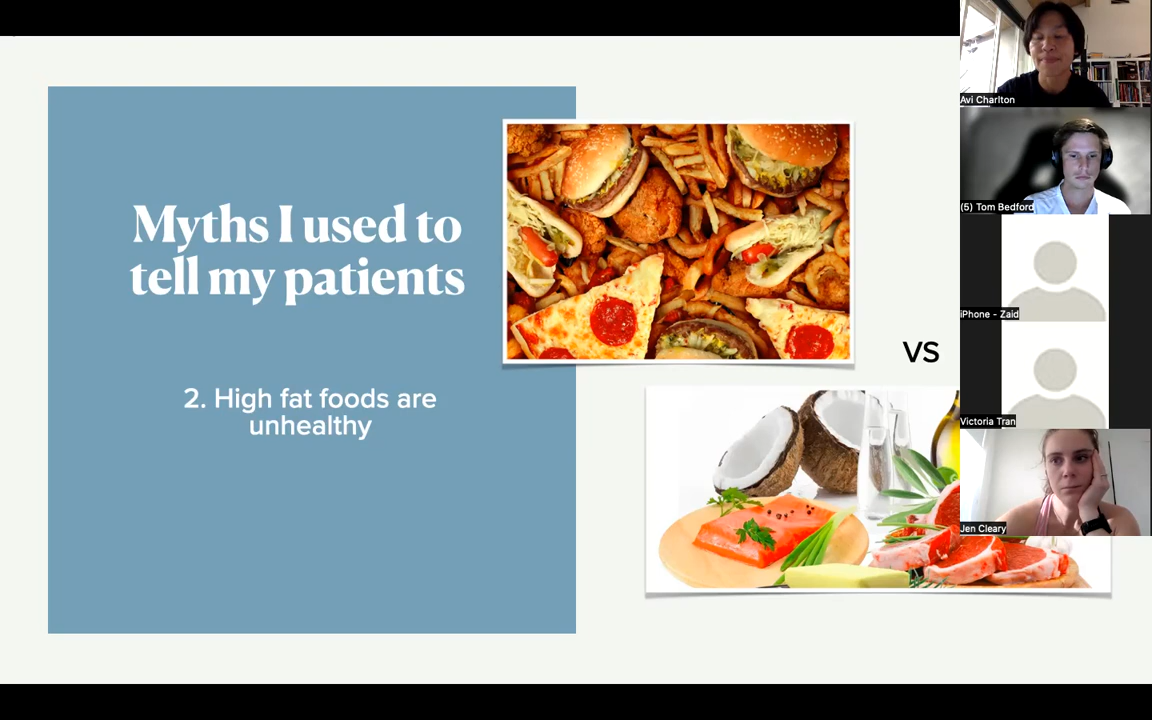 Myths I used to
tell my patients
2. High fat foods are
unhealthy
VS
Avi Charlton
(5) Tom Bedford
iPhone - Zaid
Victoria Tran
Jen Cleary